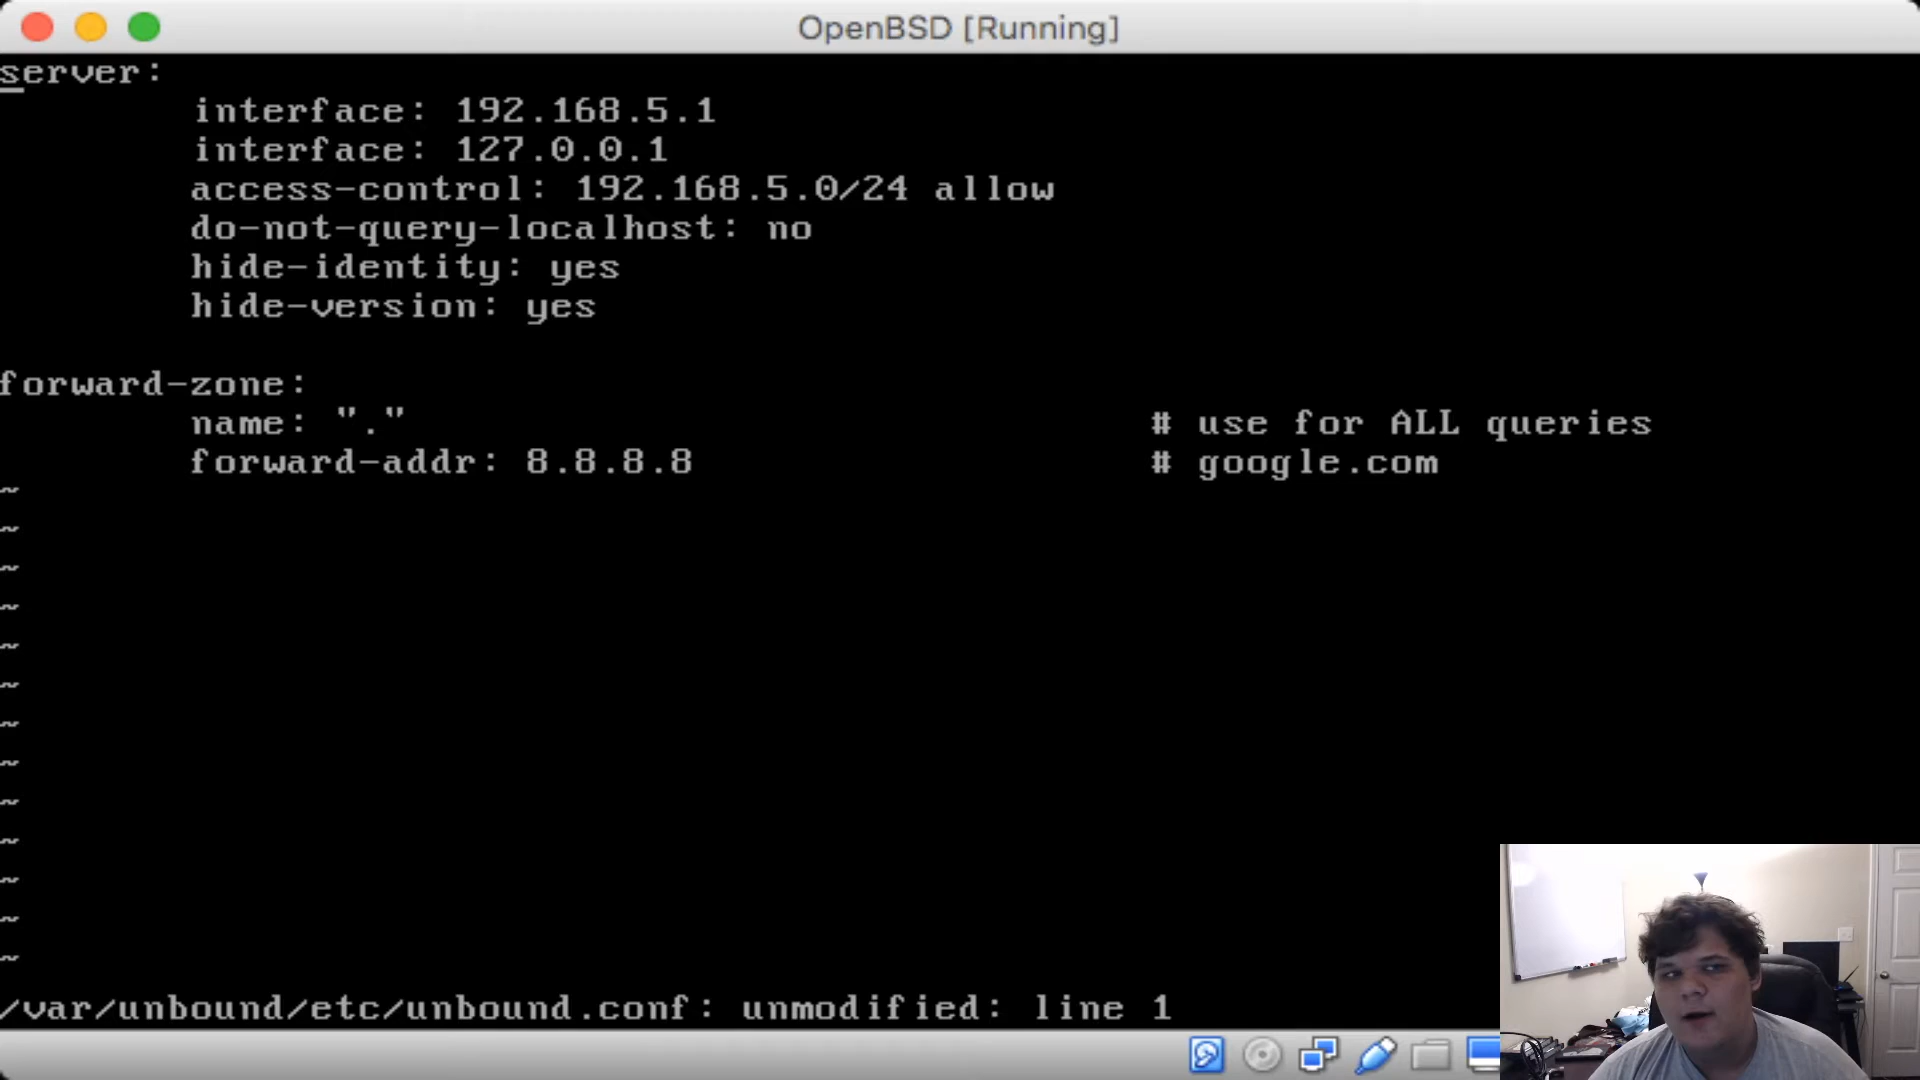 OpenBSD [Running]
server:
interface: 192.168.5.1
interface: 127.0.0.1
access-control: 192.168.5.0/24 allow
do-not-query-localhost: no
hide-identity: yes
hide-version: yes
forward-zone:
name: "." # use for ALL queries
forward-addr: 8.8.8.8 # google.com
~
~
~
~
~
~
~
~
~
~
~
~
~
/var/unbound/etc/unbound.conf: unmodified: line 1